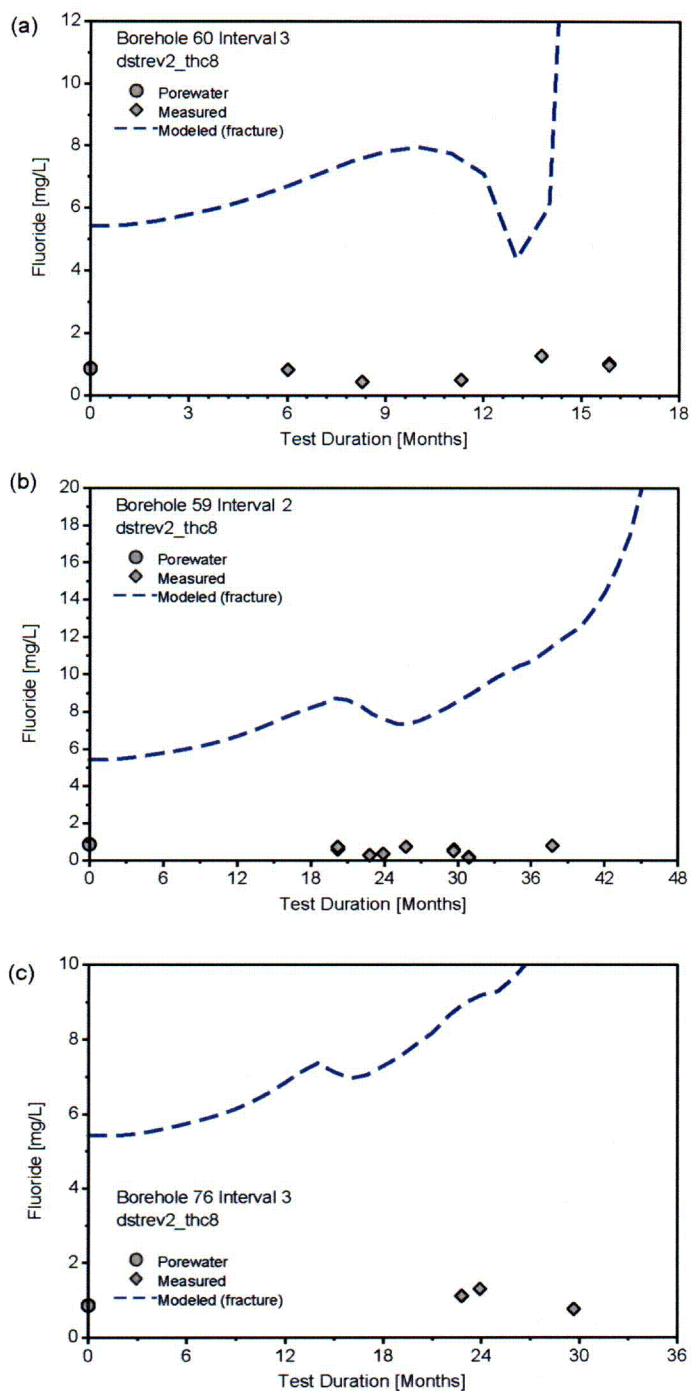 (a)
12
10
8
6
4
2
0
Fluoride [mg/L]
Borehole 60 Interval 3
dstrev2_thc8
Porewater
Measured
Modeled (fracture)
0 3 6 9 12 15 18
Test Duration [Months]
(b)
20
18
16
14
12
10
8
6
4
2
0
Fluoride [mg/L]
Borehole 59 Interval 2
dstrev2_thc8
Porewater
Measured
Modeled (fracture)
0 6 12 18 24 30 36 42 48
Test Duration [Months]
(c)
10
8
6
4
2
0
Fluoride [mg/L]
Borehole 76 Interval 3
dstrev2_thc8
Porewater
Measured
Modeled (fracture)
0 6 12 18 24 30 36
Test Duration [Months]